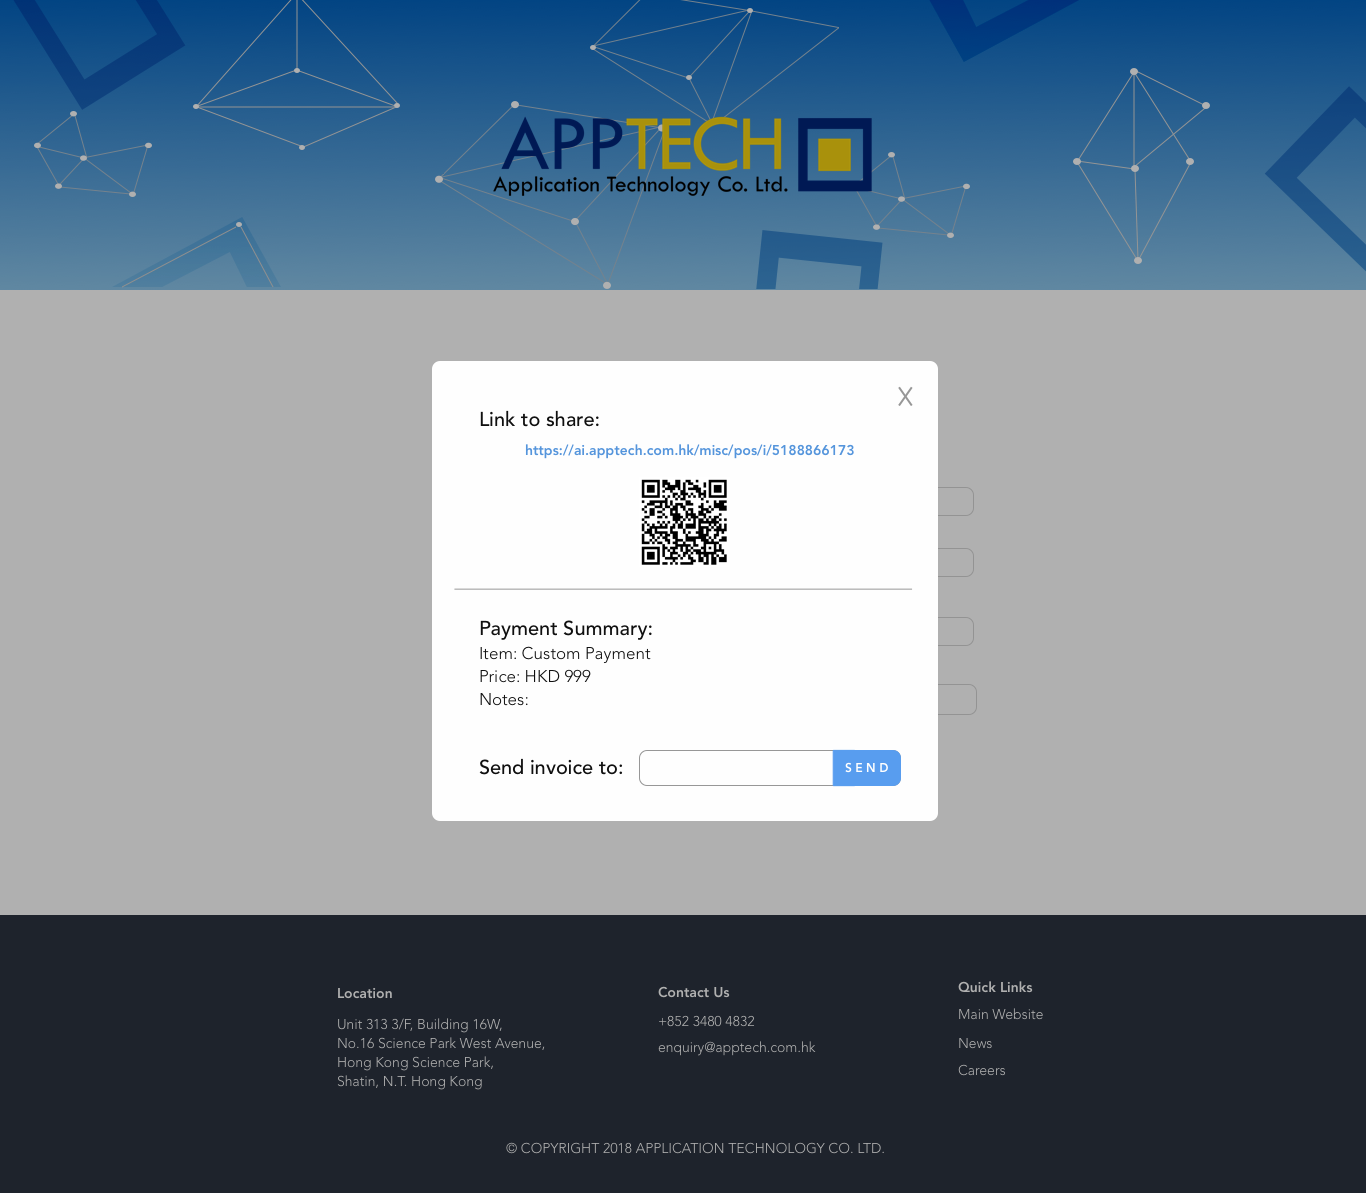 APPTECH
Application Technology Co. Ltd.
X
Link to share:
https://ai.apptech.com.hk/misc/pos/i/5188866173
Payment Summary:
Item: Custom Payment
Price: HKD 999
Notes:
Send invoice to:
SEND
Location
Unit 313 3/F, Building 16W,
No.16 Science Park West Avenue,
Hong Kong Science Park,
Shatin, N.T. Hong Kong
Contact Us
+852 3480 4832
enquiry@apptech.com.hk
Quick Links
Main Website
News
Careers
© COPYRIGHT 2018 APPLICATION TECHNOLOGY CO. LTD.